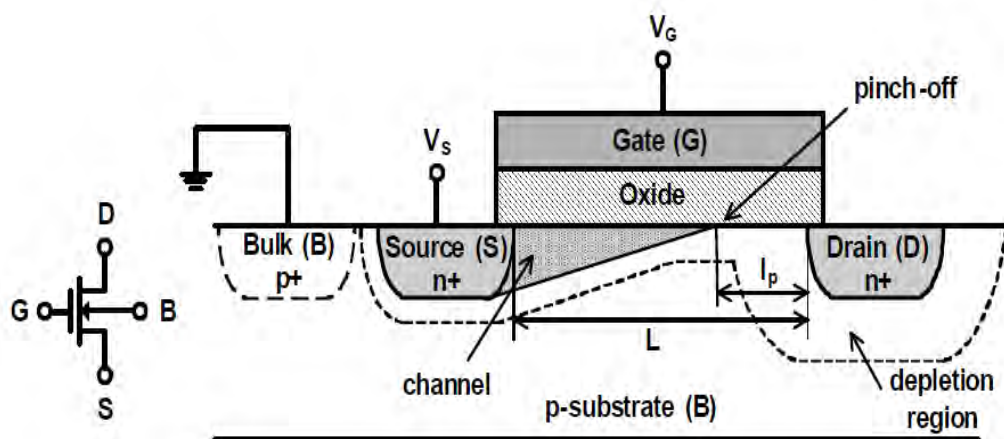 V_G
pinch-off
V_S
Gate (G)
Oxide
D
Bulk (B)
p+
Source (S)
n+
Drain (D)
n+
l_p
G
B
L
S
channel
depletion
region
p-substrate (B)